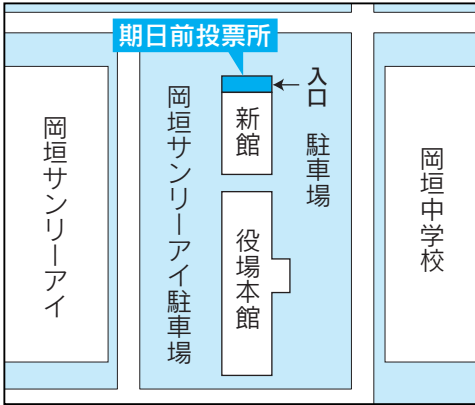 期日前投票所
入口
駐車場
新館
役場本館
岡垣中学校
岡垣サンリーアイ駐車場
岡垣サンリーアイ